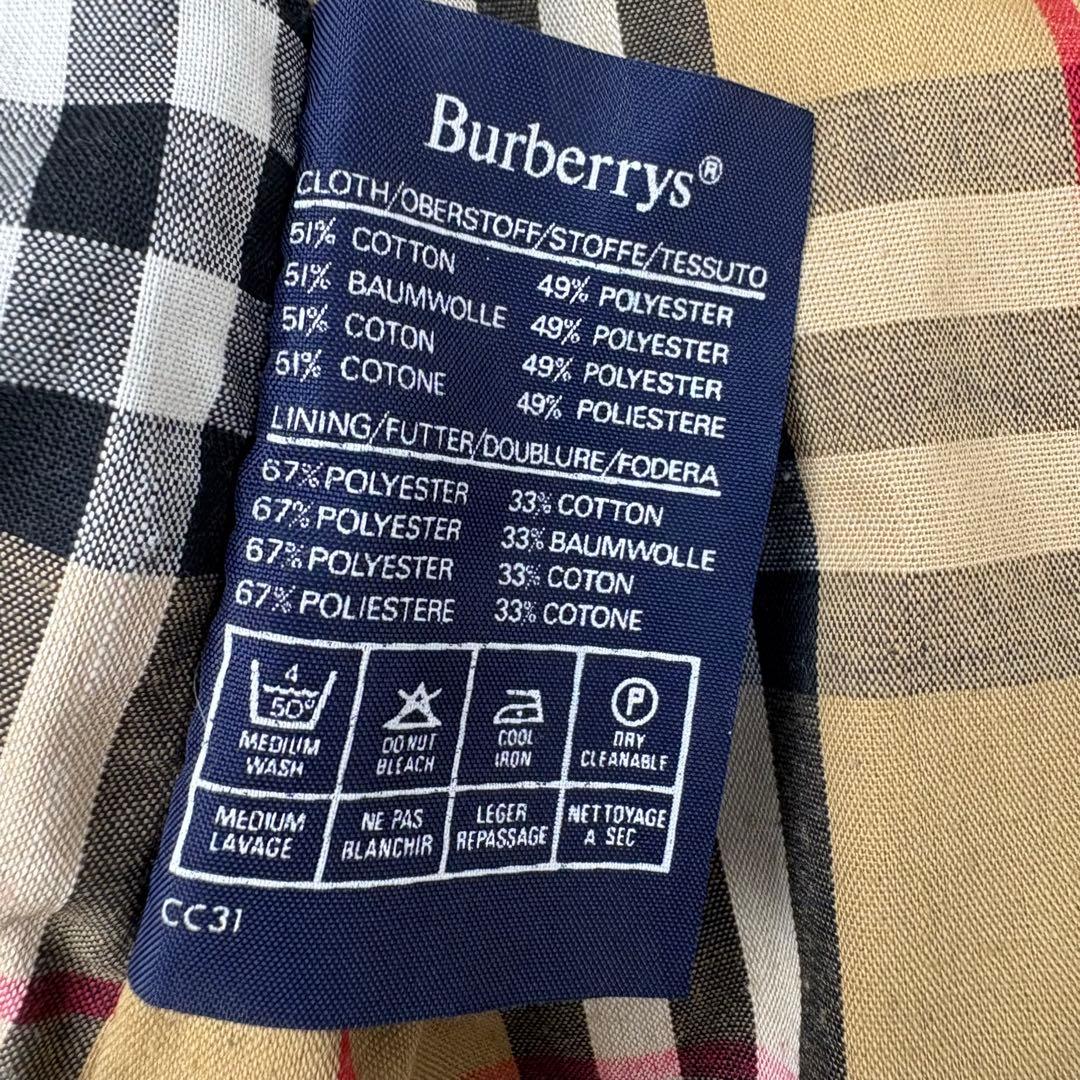 Burberrys®
CLOTH/OBERSTOFF/STOFFE/TESSUTO
51% COTTON 49% POLYESTER
51% BAUMWOLLE 49% POLYESTER
51% COTON 49% POLYESTER
51% COTONE 49% POLIESTERE
LINING/FUTTER/DOUBLURE/FODERA
67% POLYESTER 33% COTTON
67% POLYESTER 33% BAUMWOLLE
67% POLYESTER 33% COTON
67% POLIESTERE 33% COTONE
4
50° P
MEDIUM WASH
DO NOT BLEACH
COOL IRON
DRY CLEANABLE
MEDIUM LAVAGE
NE PAS BLANCHIR
LEGER REPASSAGE
NETTOYAGE A SEC
CC31